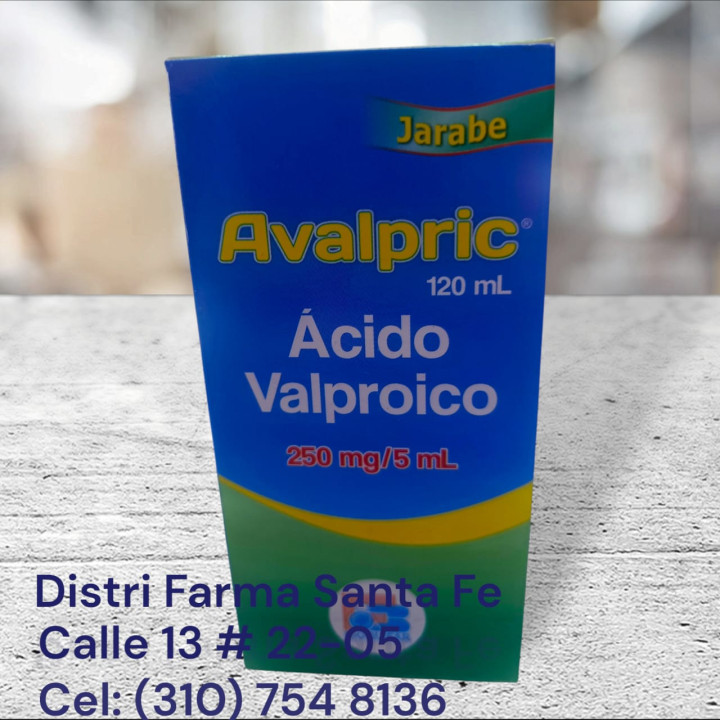 Jarabe
Avalpric®
120 mL
Ácido
Valproico
250 mg/5 mL
Distri Farma Santa Fe
Calle 13 # 22-05
Cel: (310) 754 8136